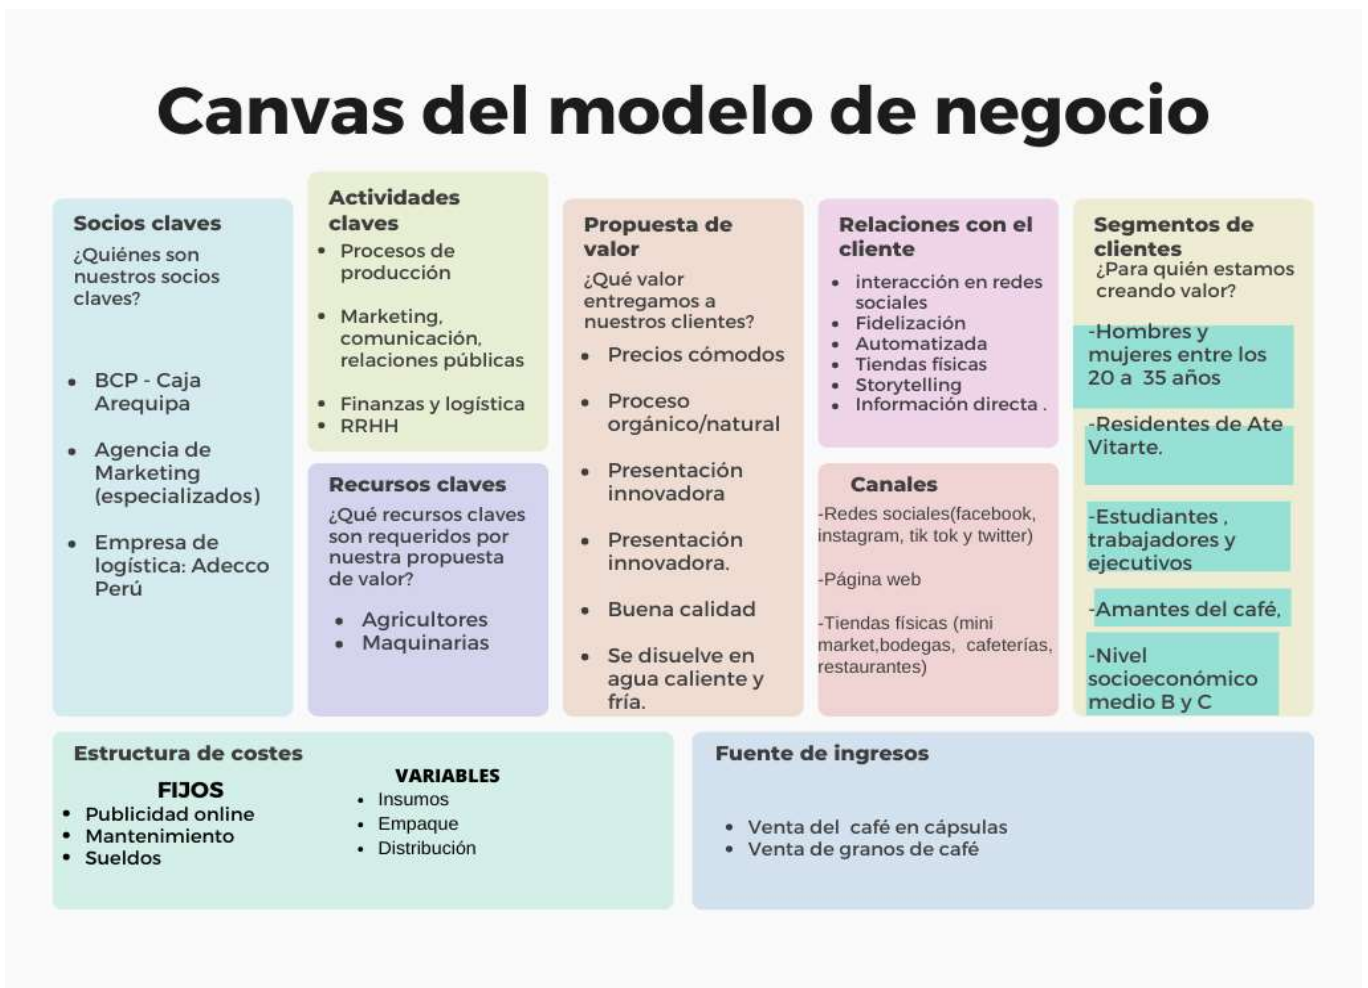 Canvas del modelo de negocio
Socios claves
¿Quiénes son
nuestros socios
claves?
• BCP - Caja
Arequipa
• Agencia de
Marketing
(especializados)
• Empresa de
logística: Adecco
Perú
Actividades
claves
• Procesos de
producción
• Marketing,
comunicación,
relaciones públicas
• Finanzas y logística
• RRHH
Recursos claves
¿Qué recursos claves
son requeridos por
nuestra propuesta
de valor?
• Agricultores
• Maquinarias
Propuesta de
valor
¿Qué valor
entregamos a
nuestros clientes?
• Precios cómodos
• Proceso
orgánico/natural
• Presentación
innovadora
• Presentación
innovadora.
• Buena calidad
• Se disuelve en
agua caliente y
fría.
Relaciones con el
cliente
• interacción en redes
sociales
• Fidelización
• Automatizada
• Tiendas físicas
• Storytelling
• Información directa .
Canales
-Redes sociales(facebook,
instagram, tik tok y twitter)
-Página web
-Tiendas físicas (mini
market,bodegas, cafeterías,
restaurantes)
Segmentos de
clientes
¿Para quién estamos
creando valor?
-Hombres y
mujeres entre los
20 a 35 años
-Residentes de Ate
Vitarte.
-Estudiantes ,
trabajadores y
ejecutivos
-Amantes del café,
-Nivel
socioeconómico
medio B y C
Estructura de costes
FIJOS
• Publicidad online
• Mantenimiento
• Sueldos
VARIABLES
• Insumos
• Empaque
• Distribución
Fuente de ingresos
• Venta del café en cápsulas
• Venta de granos de café